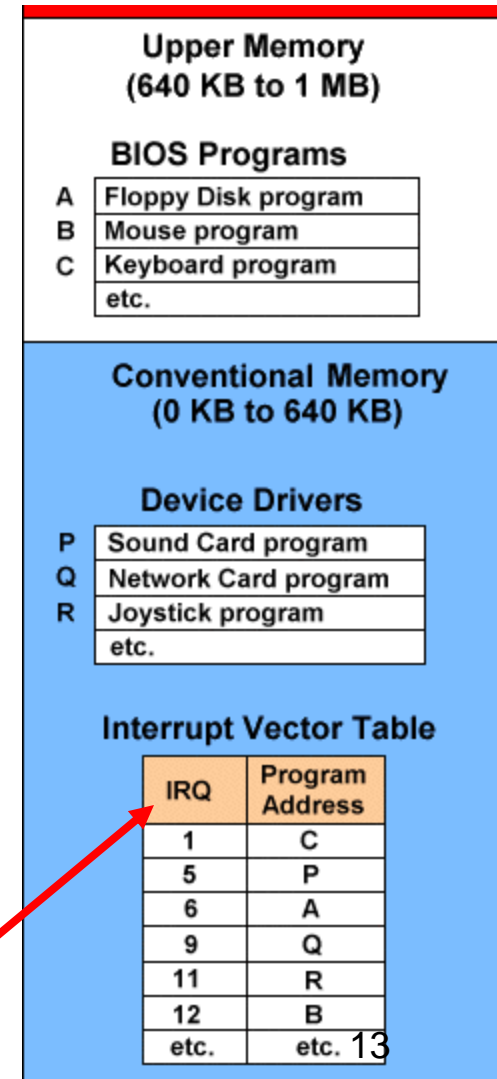 Upper Memory
(640 KB to 1 MB)
BIOS Programs
A Floppy Disk program
B Mouse program
C Keyboard program
etc.
Conventional Memory
(0 KB to 640 KB)
Device Drivers
P Sound Card program
Q Network Card program
R Joystick program
etc.
Interrupt Vector Table
IRQ Program Address
1 C
5 P
6 A
9 Q
11 R
12 B
etc. etc. 13